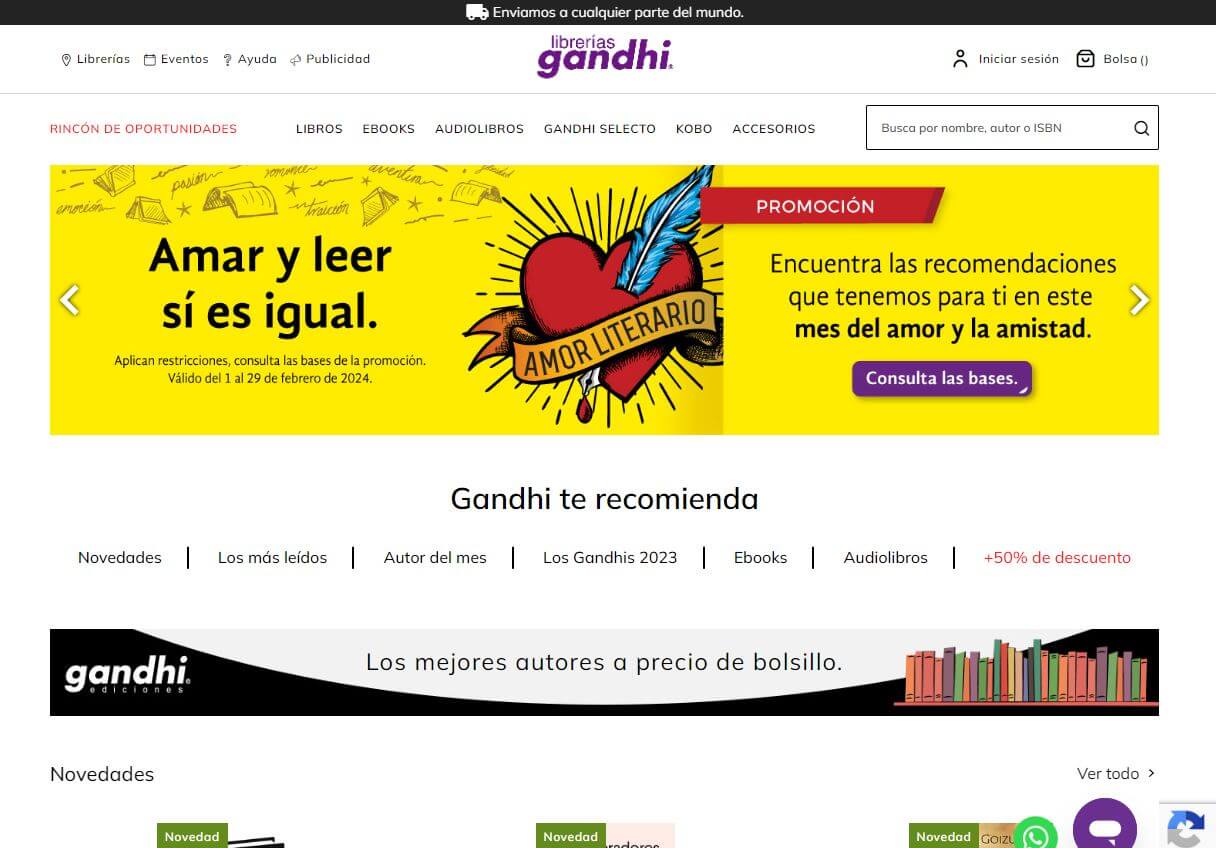 Enviamos a cualquier parte del mundo.
Librerías Eventos Ayuda Publicidad
librerías
gandhi
Iniciar sesión Bolsa ()
RINCÓN DE OPORTUNIDADES LIBROS EBOOKS AUDIOLIBROS GANDHI SELECTO KOBO ACCESORIOS
Busca por nombre, autor o ISBN
pasión romance aventura
emoción traición
Amar y leer
sí es igual.
Aplican restricciones, consulta las bases de la promoción.
Válido del 1 al 29 de febrero de 2024.
AMOR LITERARIO
PROMOCIÓN
Encuentra las recomendaciones
que tenemos para ti en este
mes del amor y la amistad.
Consulta las bases.
Gandhi te recomienda
Novedades Los más leídos Autor del mes Los Gandhis 2023 Ebooks Audiolibros +50% de descuento
gandhi
ediciones
Los mejores autores a precio de bolsillo.
Novedades
Ver todo
Novedad Novedad Novedad